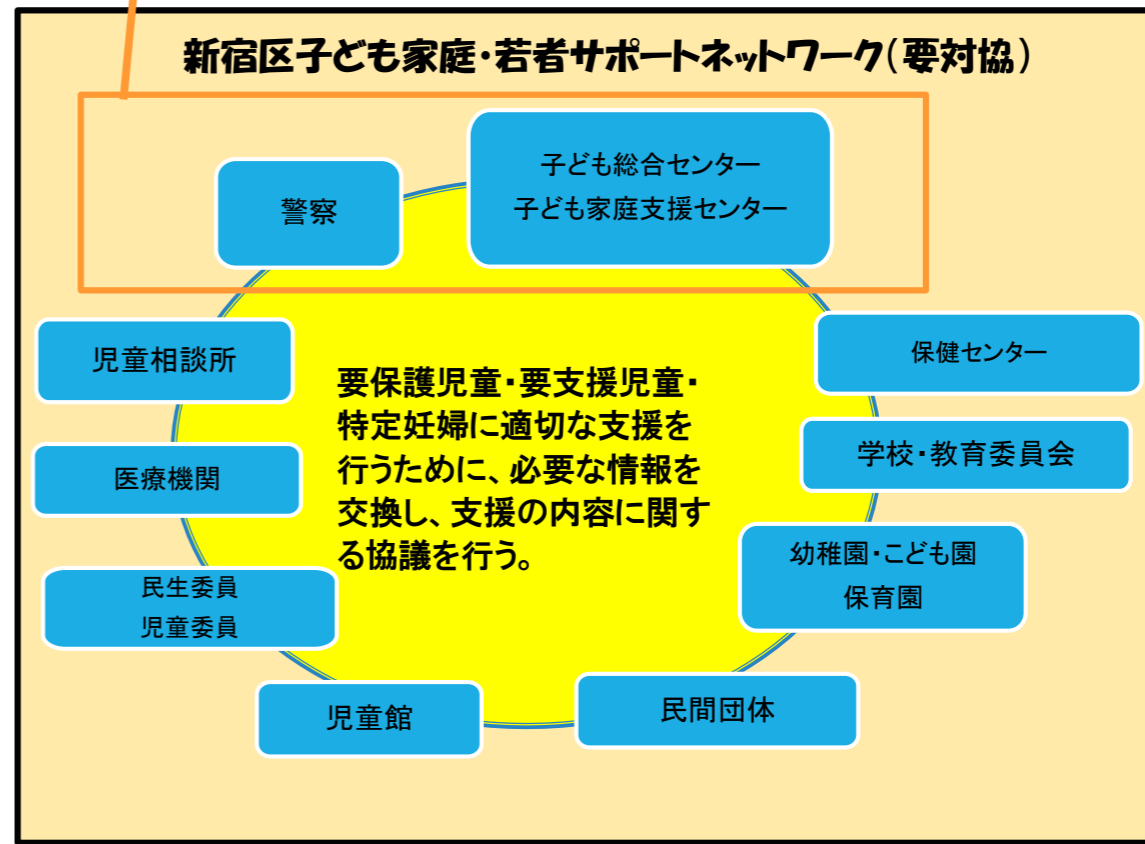 新宿区子ども家庭・若者サポートネットワーク(要対協)
子ども総合センター
子ども家庭支援センター
警察
児童相談所
保健センター
要保護児童・要支援児童・
特定妊婦に適切な支援を
行うために、必要な情報を
交換し、支援の内容に関す
る協議を行う。
学校・教育委員会
医療機関
幼稚園・こども園
保育園
民生委員
児童委員
児童館
民間団体